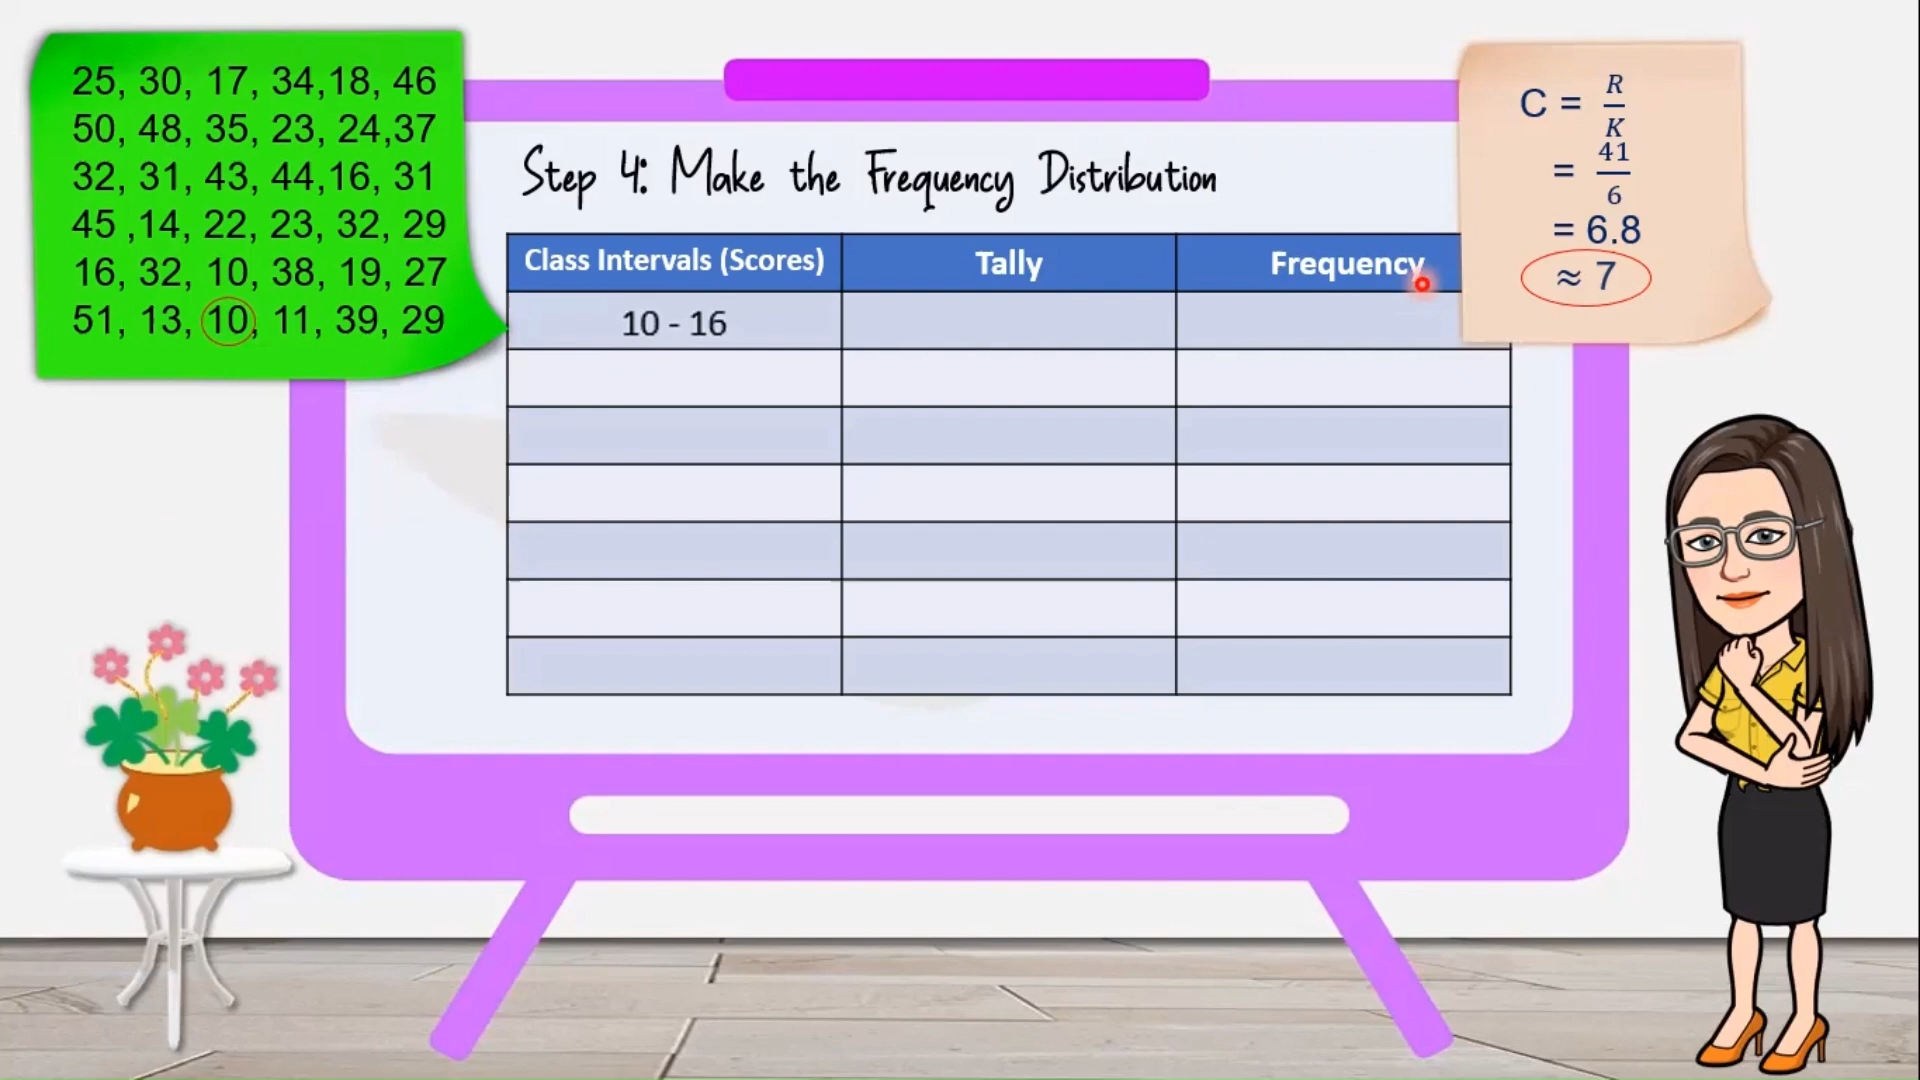 25, 30, 17, 34,18, 46
50, 48, 35, 23, 24,37
32, 31, 43, 44,16, 31
45 ,14, 22, 23, 32, 29
16, 32, 10, 38, 19, 27
51, 13, 10, 11, 39, 29
Step 4: Make the Frequency Distribution
Class Intervals (Scores) Tally Frequency
10 - 16
C = R/K
= 41/6
= 6.8
≈ 7